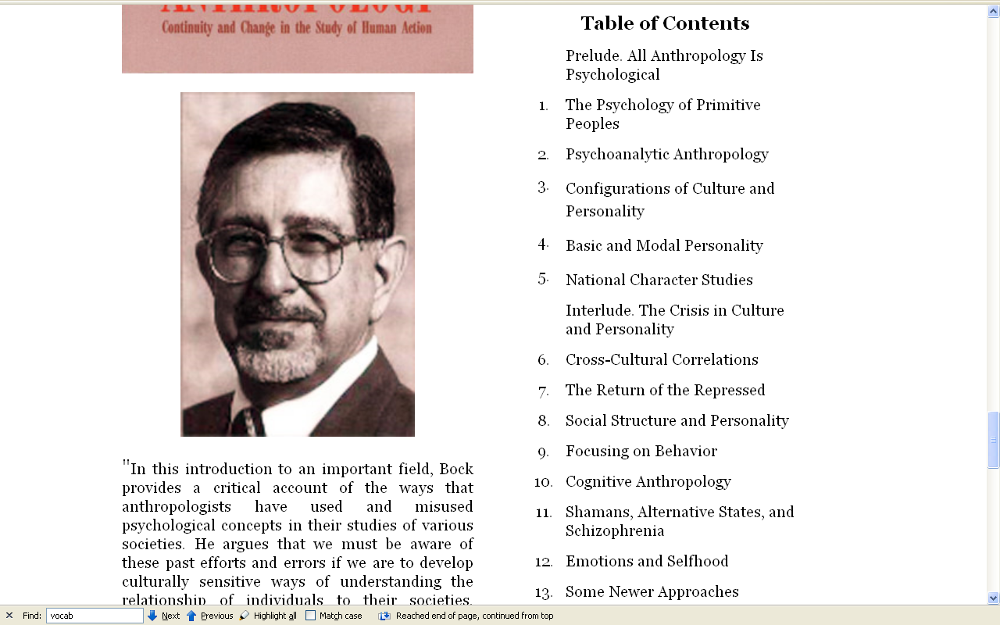 ANTHROPOLOGY
Continuity and Change in the Study of Human Action
"In this introduction to an important field, Bock
provides a critical account of the ways that
anthropologists have used and misused
psychological concepts in their studies of various
societies. He argues that we must be aware of
these past efforts and errors if we are to develop
culturally sensitive ways of understanding the
relationship of individuals to their societies.
Table of Contents
Prelude. All Anthropology Is
Psychological
1. The Psychology of Primitive
Peoples
2. Psychoanalytic Anthropology
3. Configurations of Culture and
Personality
4. Basic and Modal Personality
5. National Character Studies
Interlude. The Crisis in Culture
and Personality
6. Cross-Cultural Correlations
7. The Return of the Repressed
8. Social Structure and Personality
9. Focusing on Behavior
10. Cognitive Anthropology
11. Shamans, Alternative States, and
Schizophrenia
12. Emotions and Selfhood
13. Some Newer Approaches
Find: vocab Next Previous Highlight all Match case Reached end of page, continued from top